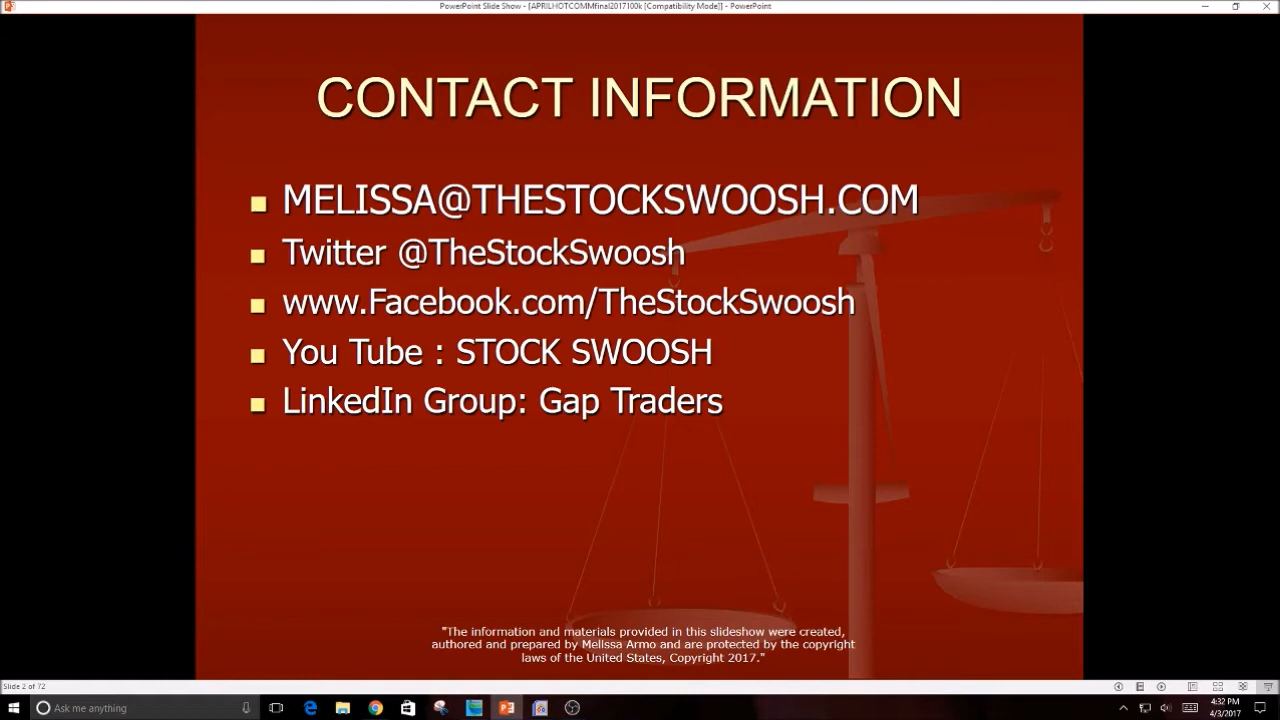 PowerPoint Slide Show - [APRILHOTCOMMfinal2017100k [Compatibility Mode]] - PowerPoint
CONTACT INFORMATION
MELISSA@THESTOCKSWOOSH.COM
Twitter @TheStockSwoosh
www.Facebook.com/TheStockSwoosh
You Tube : STOCK SWOOSH
LinkedIn Group: Gap Traders
"The information and materials provided in this slideshow were created,
authored and prepared by Melissa Armo and are protected by the copyright
laws of the United States, Copyright 2017."
Slide 2 of 72
Ask me anything
4:32 PM
4/3/2017